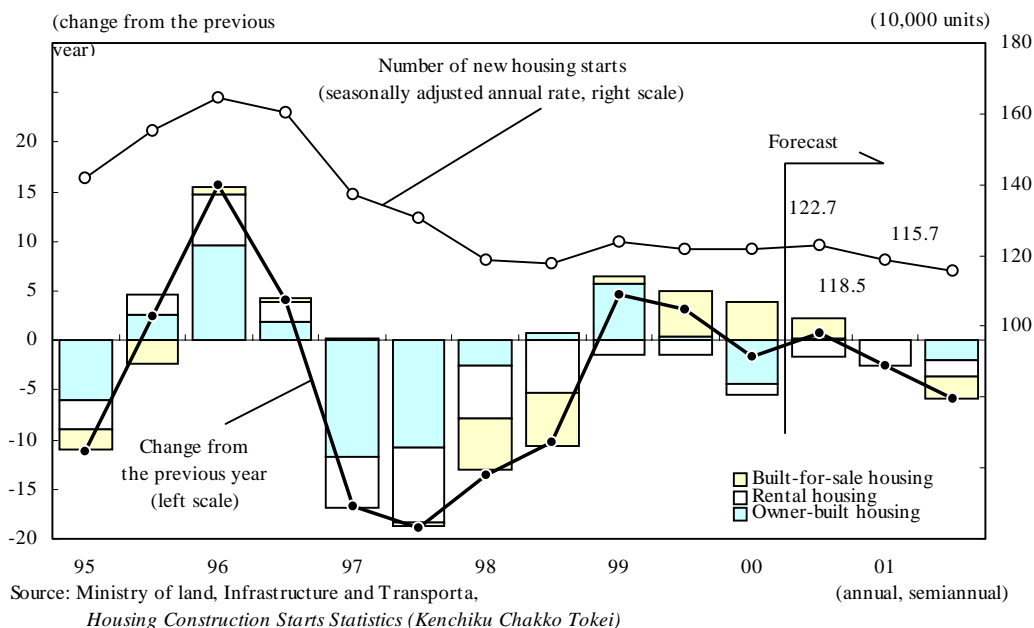 (change from the previous
year)
(10,000 units)
180
Number of new housing starts
(seasonally adjusted annual rate, right scale)
160
20
Forecast
15
140
122.7
10
115.7
120
5
118.5
0
100
-5
-10
Change from
the previous year
(left scale)
-15
Built-for-sale housing
Rental housing
Owner-built housing
-20
95 96 97 98 99 00 01
Source: Ministry of land, Infrastructure and Transporta,
(annual, semiannual)
Housing Construction Starts Statistics (Kenchiku Chakko Tokei)